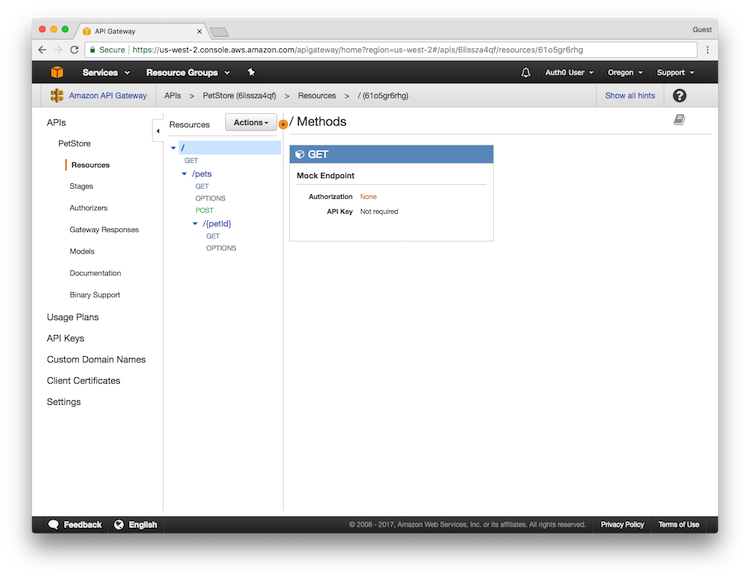 API Gateway
Guest
Secure https://us-west-2.console.aws.amazon.com/apigateway/home?region=us-west-2#/apis/6lissza4qf/resources/61o5gr6rhg
Services Resource Groups Auth0 User Oregon Support
Amazon API Gateway APIs > PetStore (6lissza4qf) > Resources > / (61o5gr6rhg) Show all hints ?
APIs
PetStore
Resources
Stages
Authorizers
Gateway Responses
Models
Documentation
Binary Support
Usage Plans
API Keys
Custom Domain Names
Client Certificates
Settings
Resources Actions
/
GET
/pets
GET
OPTIONS
POST
/{petId}
GET
OPTIONS
/ Methods
GET
Mock Endpoint
Authorization None
API Key Not required
Feedback English © 2008 - 2017, Amazon Web Services, Inc. or its affiliates. All rights reserved. Privacy Policy Terms of Use